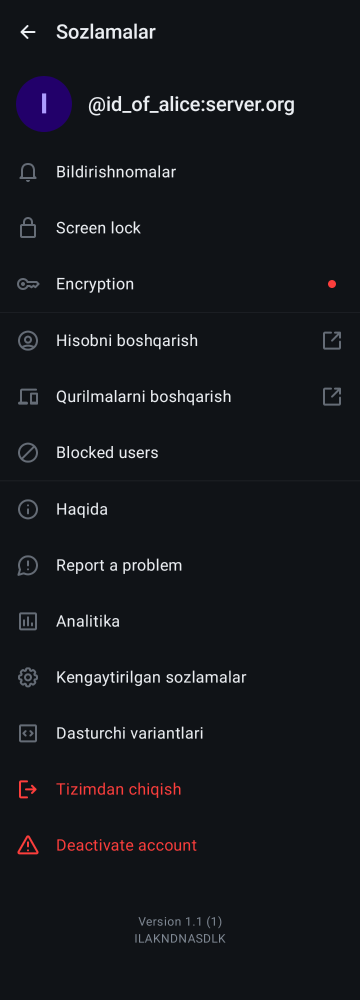 Sozlamalar
I
@id_of_alice:server.org
Bildirishnomalar
Screen lock
Encryption
Hisobni boshqarish
Qurilmalarni boshqarish
Blocked users
Haqida
Report a problem
Analitika
Kengaytirilgan sozlamalar
Dasturchi variantlari
Tizimdan chiqish
Deactivate account
Version 1.1 (1)
ILAKNDNASDLK